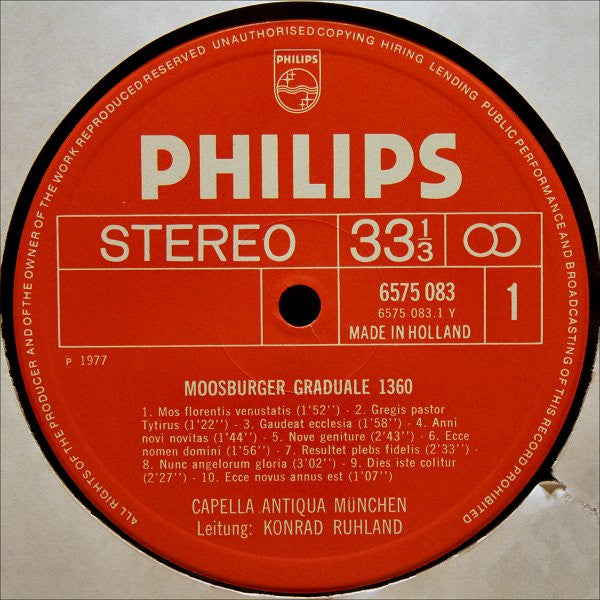 ALL RIGHTS OF THE PRODUCER AND OF THE OWNER OF THE WORK REPRODUCED RESERVED UNAUTHORISED COPYING HIRING LENDING PUBLIC PERFORMANCE AND BROADCASTING OF THIS RECORD PROHIBITED
PHILIPS
PHILIPS
STEREO 33 1/3
6575 083
6575 083.1 Y
MADE IN HOLLAND
1
P 1977
MOOSBURGER GRADUALE 1360
1. Mos florentis venustatis (1'52'') - 2. Gregis pastor
Tytirus (1'22'') - 3. Gaudeat ecclesia (1'58'') - 4. Anni
novi novitas (1'44'') - 5. Nove geniture (2'43'') - 6. Ecce
nomen domini (1'56'') - 7. Resultet plebs fidelis (2'33'') -
8. Nunc angelorum gloria (3'02'') - 9. Dies iste colitur
(2'27'') - 10. Ecce novus annus est (1'07'')
CAPELLA ANTIQUA MüNCHEN
Leitung: KONRAD RUHLAND